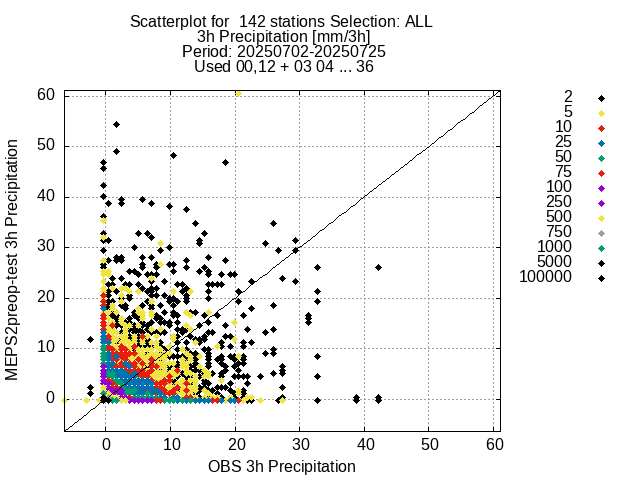 Scatterplot for  142 stations Selection: ALL
3h Precipitation [mm/3h]
Period: 20250702-20250725
Used 00,12 + 03 04 ... 36
MEPS2preop-test 3h Precipitation
60
50
40
30
20
10
0
0 10 20 30 40 50 60
OBS 3h Precipitation
2
5
10
25
50
75
100
250
500
750
1000
5000
100000